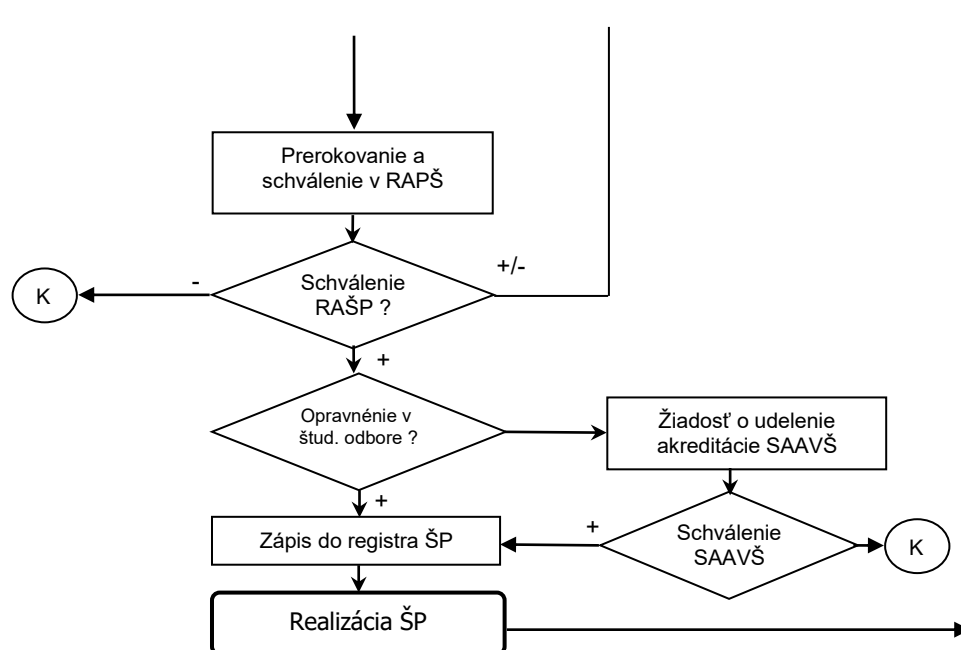 Prerokovanie a
schválenie v RAPŠ
-
+/-
K
Schválenie
RAŠP ?
+
Opravnénie v
štud. odbore ?
Žiadosť o udelenie
akreditácie SAAVŠ
+
+
Zápis do registra ŠP
Schválenie
SAAVŠ
K
Realizácia ŠP